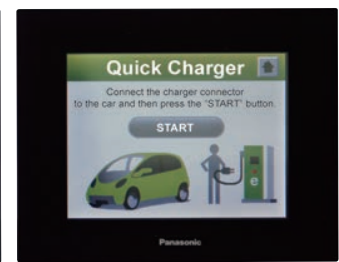 Quick Charger
Connect the charger connector
to the car and then press the "START" button.
START
e
Panasonic